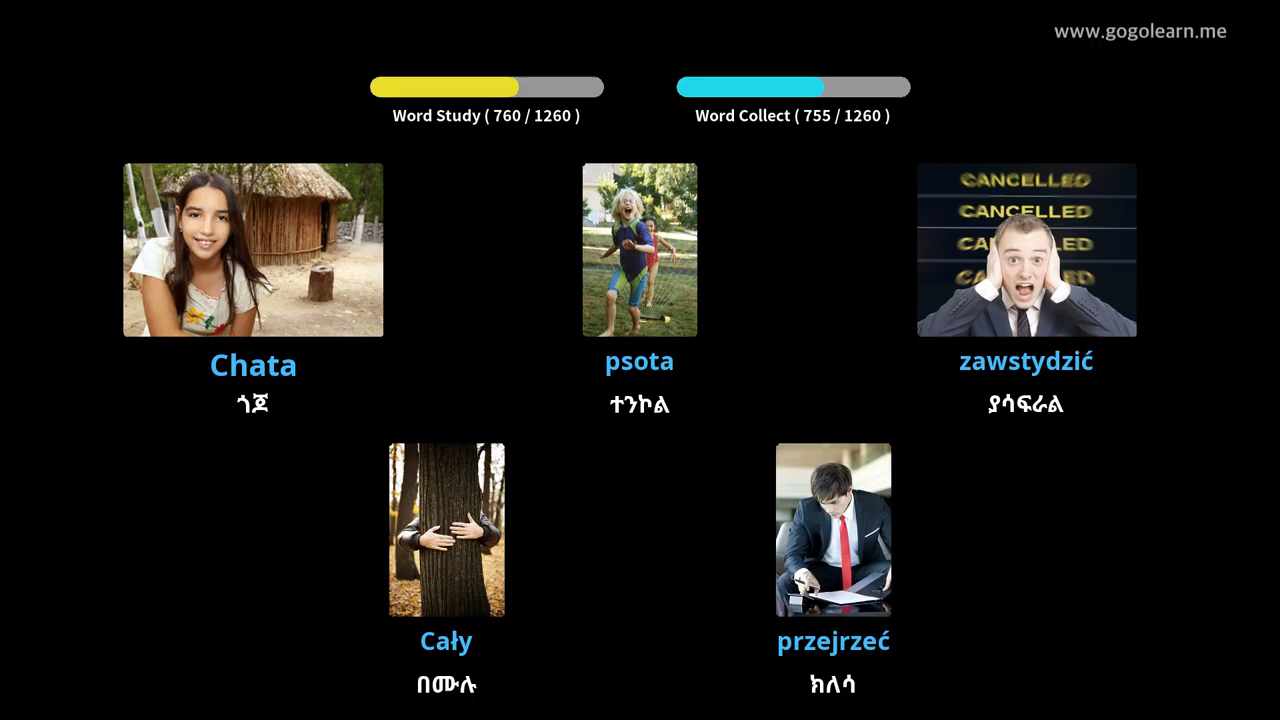 www.gogolearn.me
Word Study ( 760 / 1260 )
Word Collect ( 755 / 1260 )
CANCELLED
CANCELLED
Chata
psota
zawstydzić
ጎጆ
ተንኮል
ያሳፍራል
Cały
przejrzeć
በሙሉ
ክለሳ